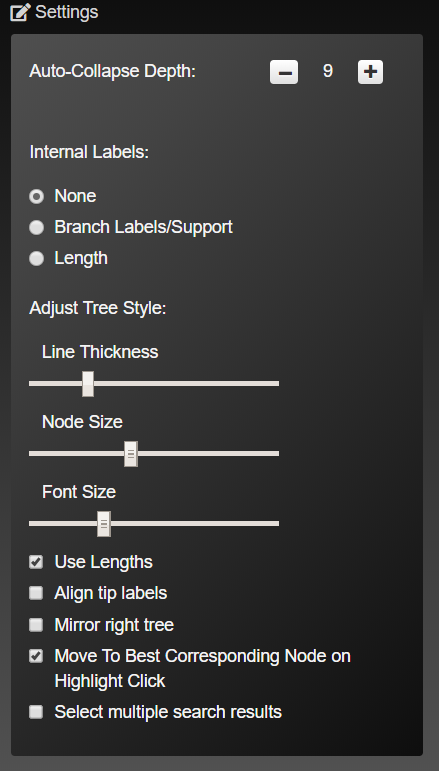 Settings
Auto-Collapse Depth: 9
Internal Labels:
None
Branch Labels/Support
Length
Adjust Tree Style:
Line Thickness
Node Size
Font Size
Use Lengths
Align tip labels
Mirror right tree
Move To Best Corresponding Node on
Highlight Click
Select multiple search results